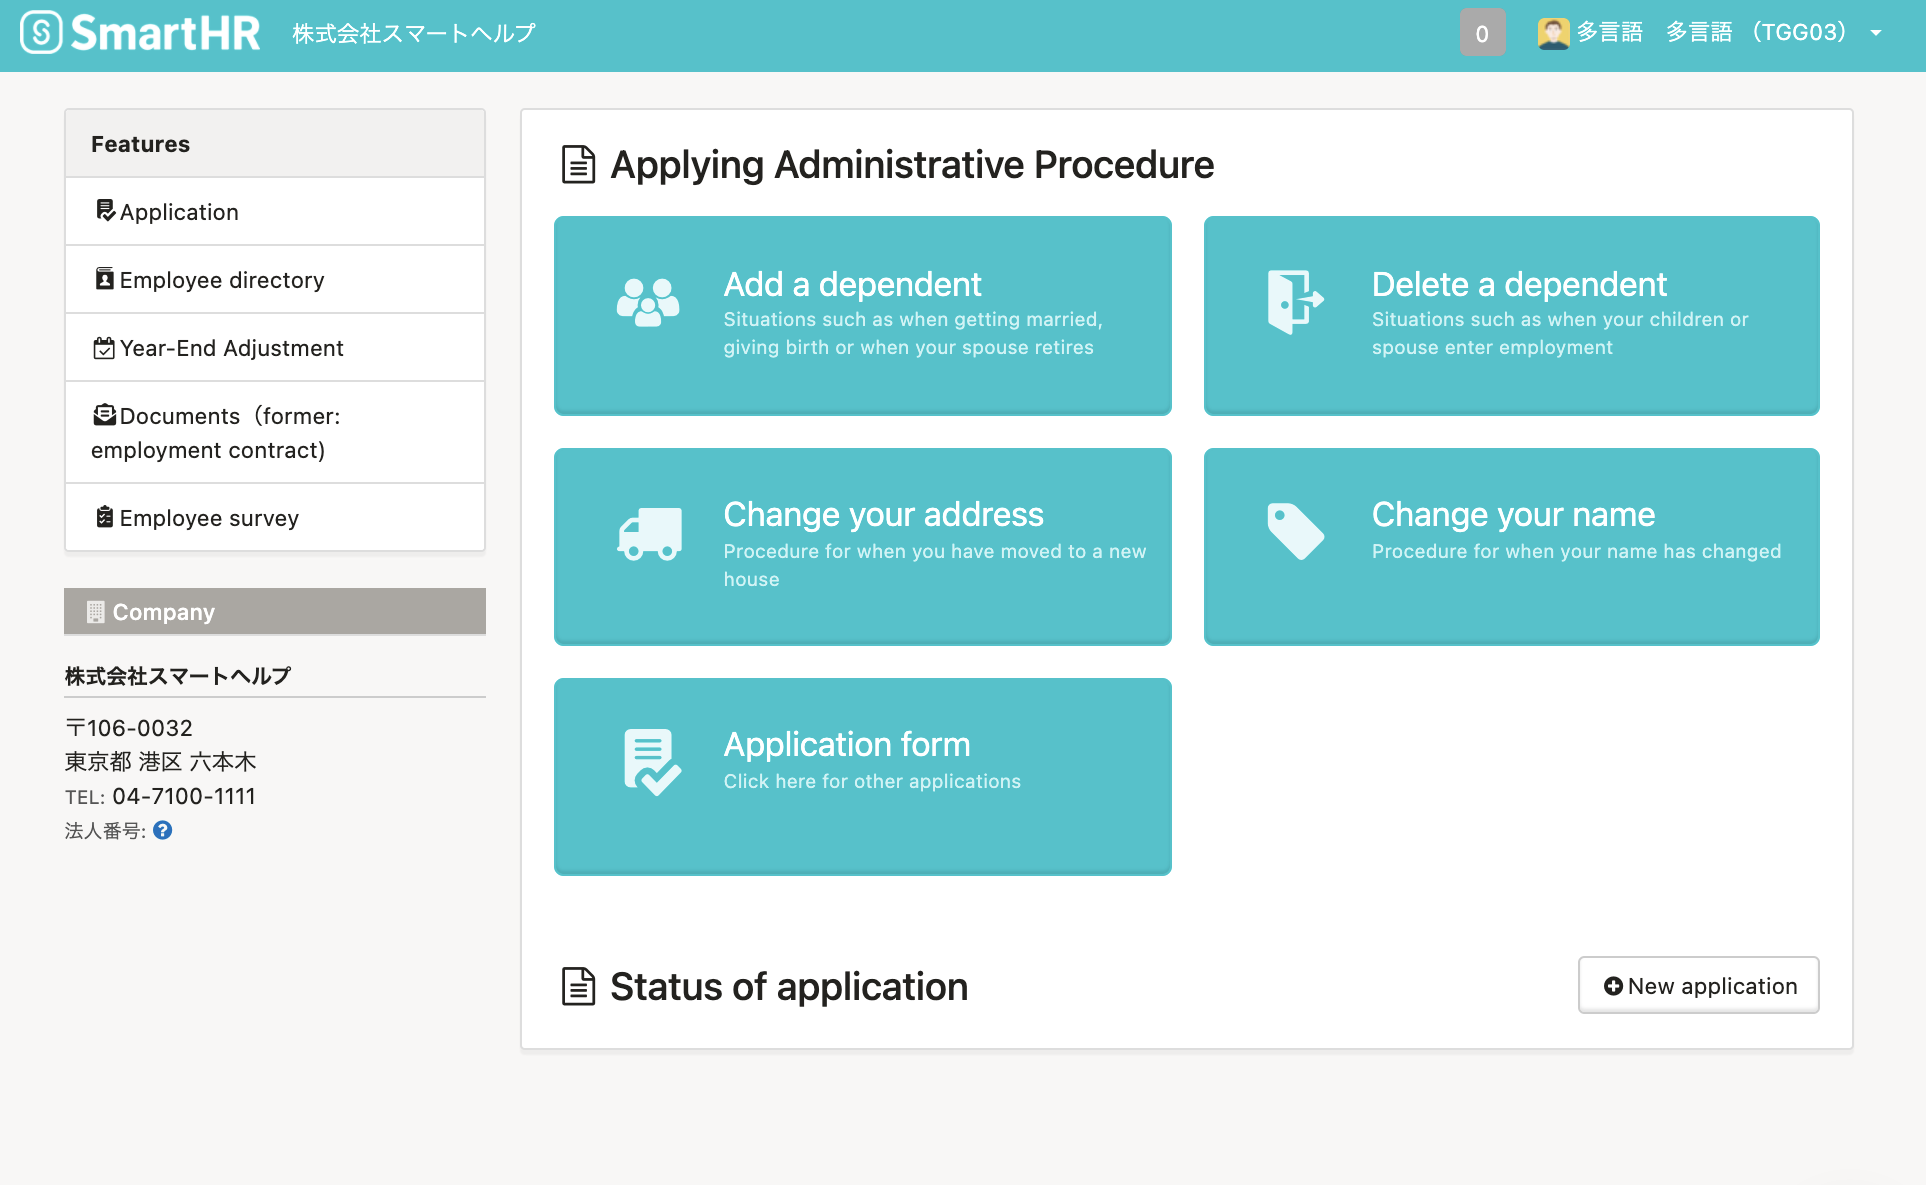 SmartHR 株式会社スマートヘルプ 0 多言語 多言語 （TGG03）
Features
Application
Employee directory
Year-End Adjustment
Documents（former:
employment contract)
Employee survey
Company
株式会社スマートヘルプ
〒106-0032
東京都 港区 六本木
TEL: 04-7100-1111
法人番号: ?
Applying Administrative Procedure
Add a dependent
Situations such as when getting married,
giving birth or when your spouse retires
Delete a dependent
Situations such as when your children or
spouse enter employment
Change your address
Procedure for when you have moved to a new
house
Change your name
Procedure for when your name has changed
Application form
Click here for other applications
Status of application
New application